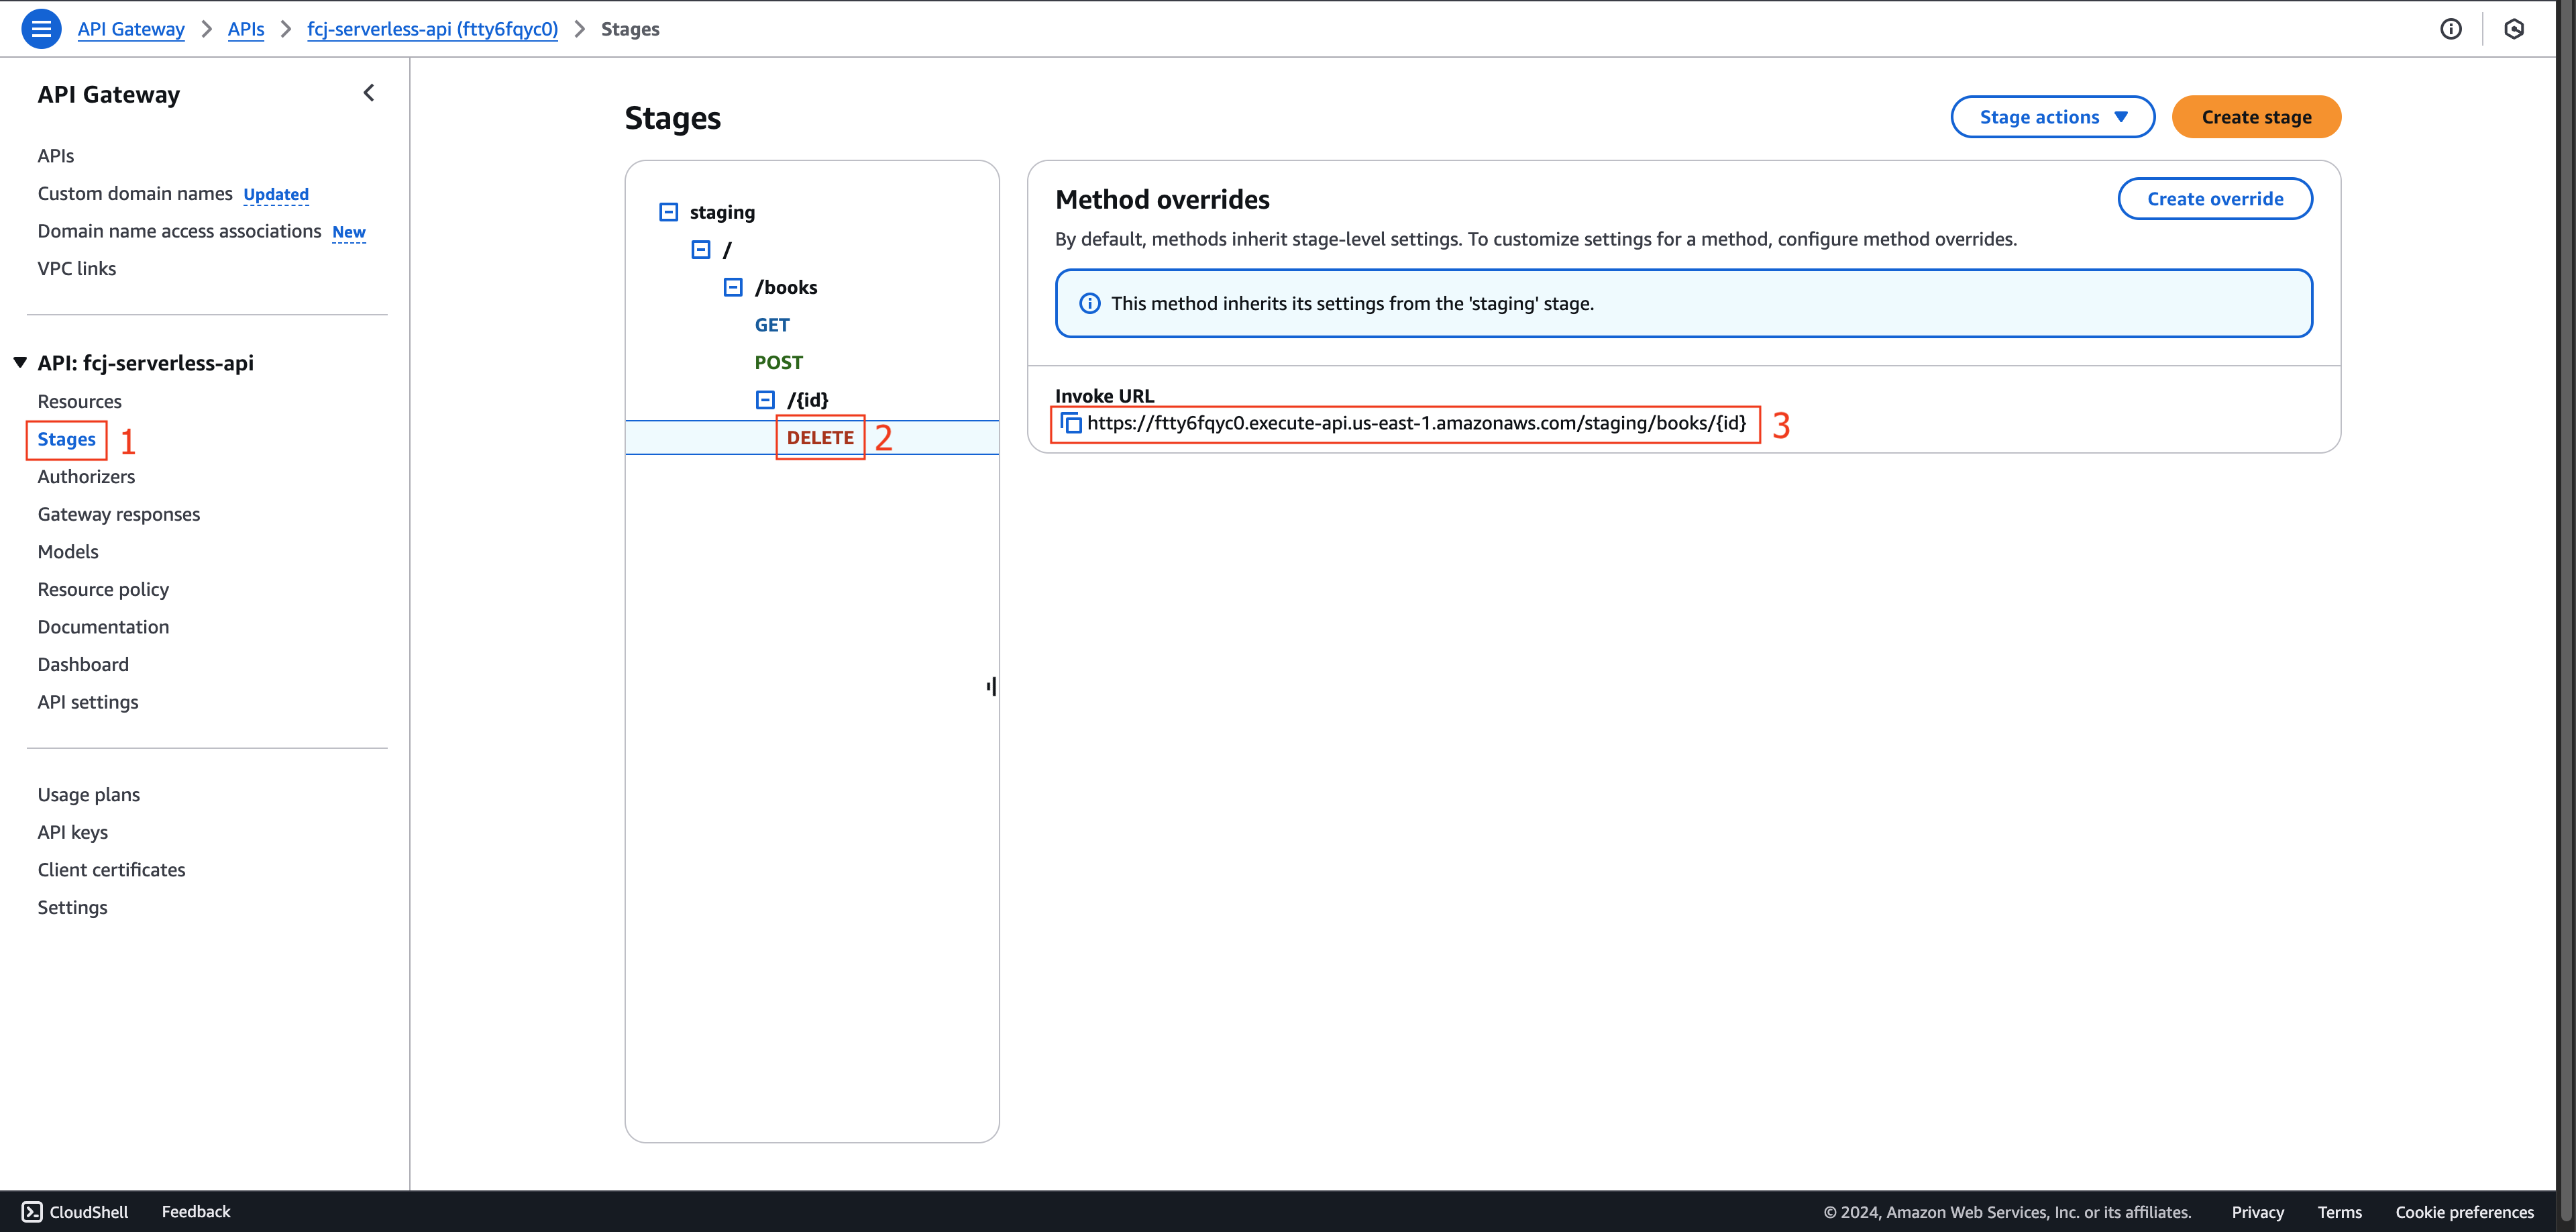 API Gateway > APIs > fcj-serverless-api (ftty6fqyc0) > Stages
API Gateway
APIs
Custom domain names Updated
Domain name access associations New
VPC links
API: fcj-serverless-api
Resources
Stages 1
Authorizers
Gateway responses
Models
Resource policy
Documentation
Dashboard
API settings
Usage plans
API keys
Client certificates
Settings
Stages
Stage actions
Create stage
staging
/
/books
GET
POST
/{id}
DELETE 2
Method overrides
Create override
By default, methods inherit stage-level settings. To customize settings for a method, configure method overrides.
This method inherits its settings from the 'staging' stage.
Invoke URL
https://ftty6fqyc0.execute-api.us-east-1.amazonaws.com/staging/books/{id} 3
CloudShell Feedback © 2024, Amazon Web Services, Inc. or its affiliates. Privacy Terms Cookie preferences